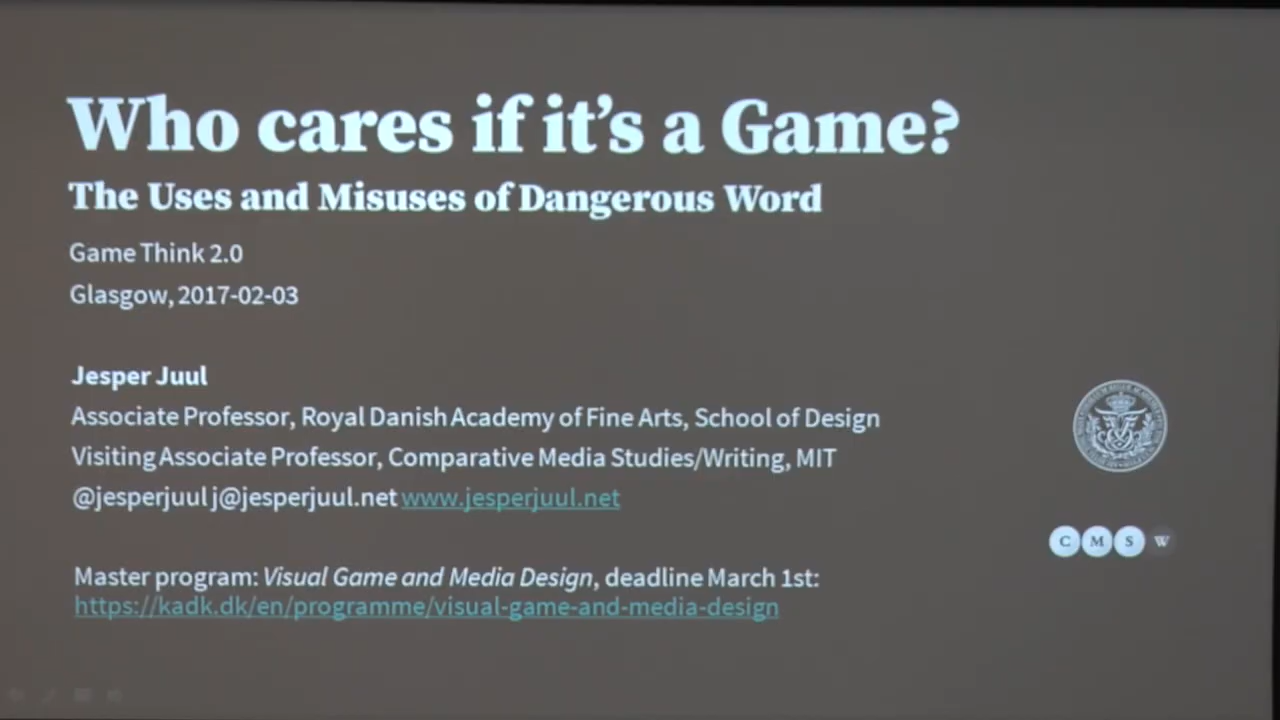 Who cares if it's a Game?
The Uses and Misuses of Dangerous Word
Game Think 2.0
Glasgow, 2017-02-03
Jesper Juul
Associate Professor, Royal Danish Academy of Fine Arts, School of Design
Visiting Associate Professor, Comparative Media Studies/Writing, MIT
@jesperjuul j@jesperjuul.net www.jesperjuul.net
C M S W
Master program: Visual Game and Media Design, deadline March 1st:
https://kadk.dk/en/programme/visual-game-and-media-design